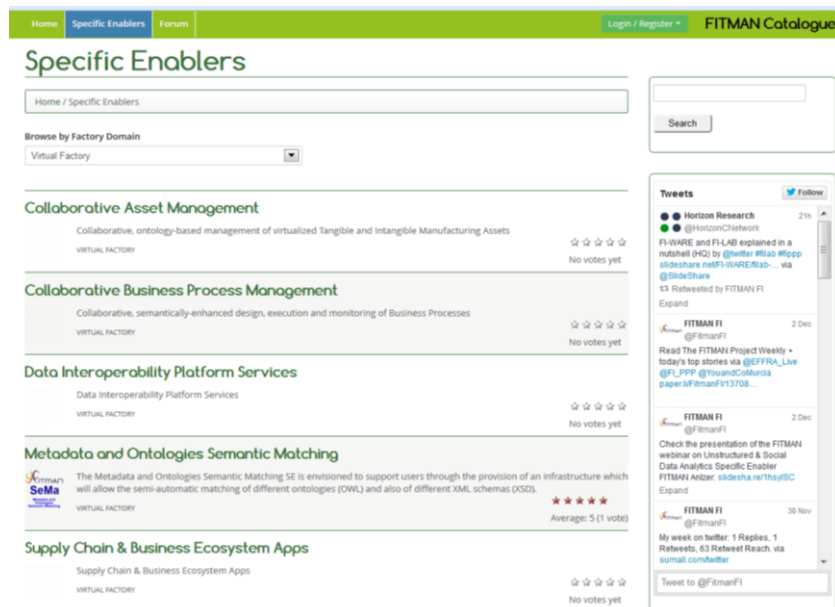 Home Specific Enablers Forum Login / Register FITMAN Catalogue
Specific Enablers
Home / Specific Enablers
Browse by Factory Domain
Virtual Factory
Collaborative Asset Management
Collaborative, ontology-based management of virtualized Tangible and Intangible Manufacturing Assets
VIRTUAL FACTORY
No votes yet
Collaborative Business Process Management
Collaborative, semantically-enhanced design, execution and monitoring of Business Processes
VIRTUAL FACTORY
No votes yet
Data Interoperability Platform Services
Data Interoperability Platform Services
VIRTUAL FACTORY
No votes yet
Metadata and Ontologies Semantic Matching
FITMAN
SeMa
The Metadata and Ontologies Semantic Matching SE is envisioned to support users through the provision of an infrastructure which
will allow the semi-automatic matching of different ontologies (OWL) and also of different XML schemas (XSD).
VIRTUAL FACTORY
Average: 5 (1 vote)
Supply Chain & Business Ecosystem Apps
Supply Chain & Business Ecosystem Apps
VIRTUAL FACTORY
No votes yet
Search
Tweets Follow
Horizon Research 21h
@HorizonCNetwork
FI-WARE and FI-LAB explained in a
nutshell (HQ) by @twitter #filab #fippp
slideshare.net/FI-WARE/filab-... via
@SlideShare
Retweeted by FITMAN FI
Expand
FITMAN FI 2 Dec
@FitmanFI
Read The FITMAN Project Weekly •
today's top stories via @EFFRA_Live
@FI_PPP @YouandCoMurcia
paper.li/FitmanFI/13708...
FITMAN FI 2 Dec
@FitmanFI
Check the presentation of the FITMAN
webinar on Unstructured & Social
Data Analytics Specific Enabler
FITMAN Anlzer: slidesha.re/1hsyISC
Expand
FITMAN FI 30 Nov
@FitmanFI
My week on twitter: 1 Replies, 1
Retweets, 63 Retweet Reach. via
sumall.com/twitter
Tweet to @FitmanFI